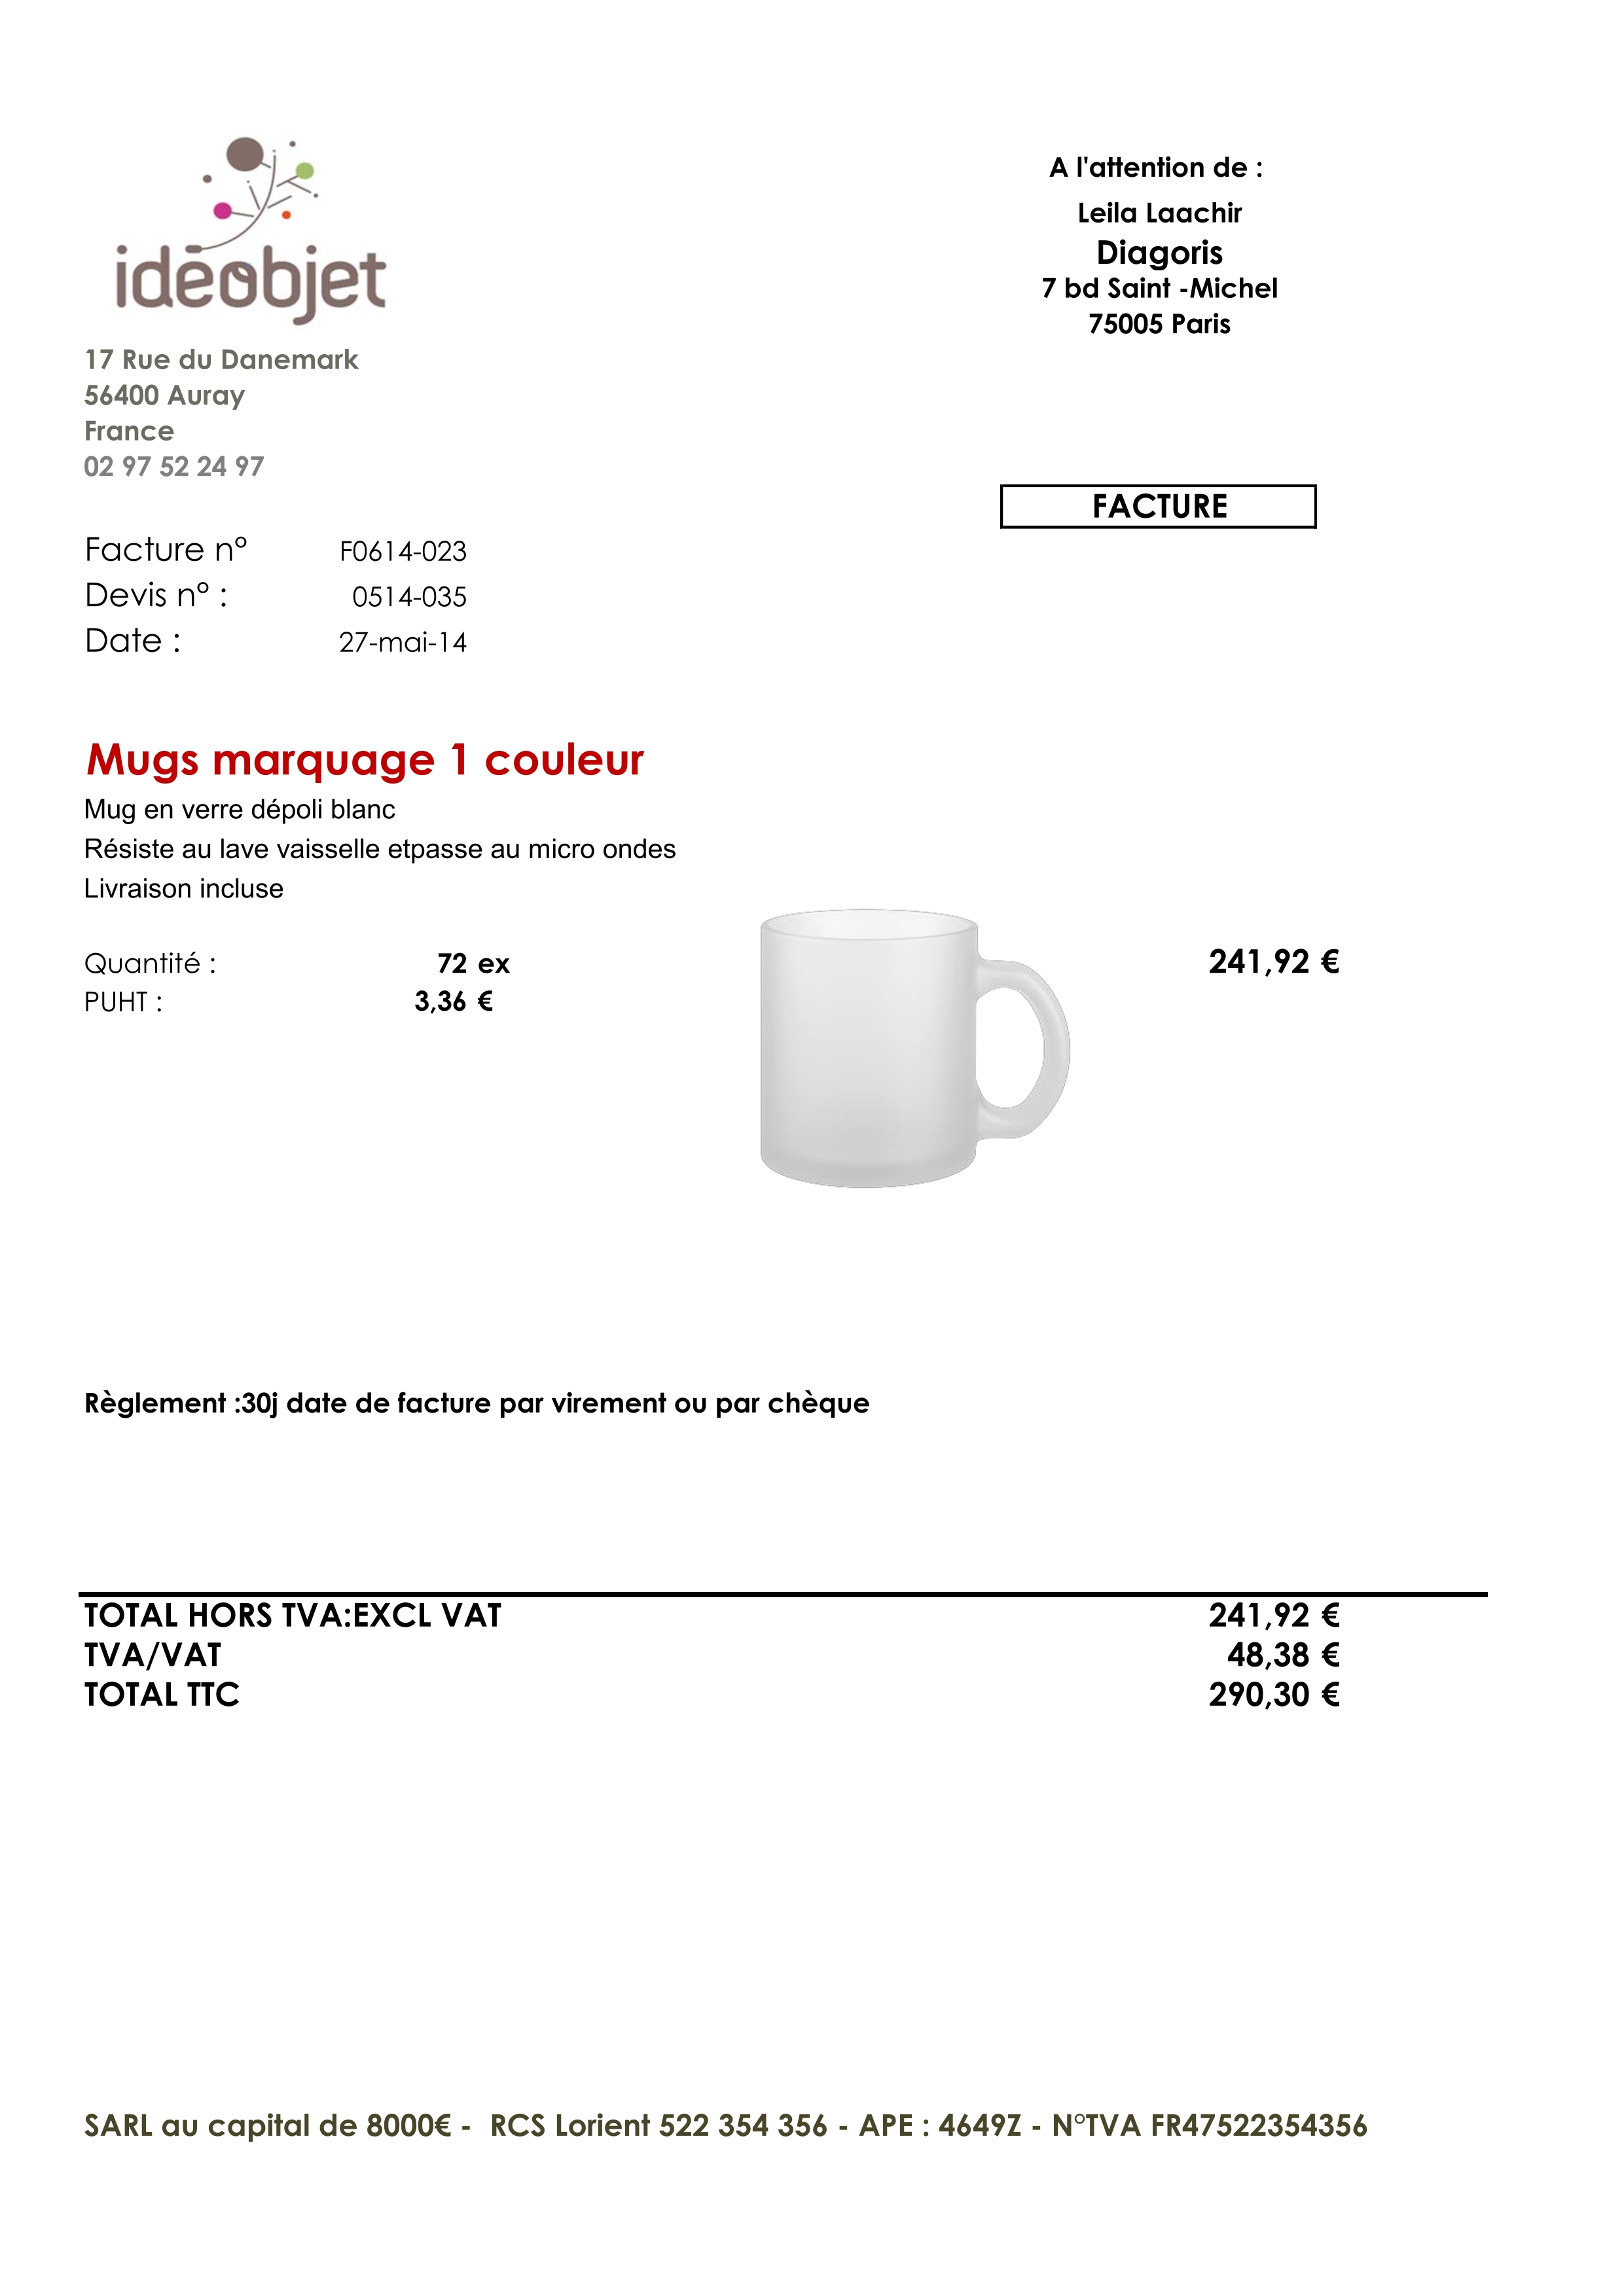 idéobjet
17 Rue du Danemark
56400 Auray
France
02 97 52 24 97
A l'attention de :
Leila Laachir
Diagoris
7 bd Saint -Michel
75005 Paris
FACTURE
Facture n° F0614-023
Devis n° : 0514-035
Date : 27-mai-14
Mugs marquage 1 couleur
Mug en verre dépoli blanc
Résiste au lave vaisselle etpasse au micro ondes
Livraison incluse
Quantité : 72 ex 241,92 €
PUHT : 3,36 €
Règlement :30j date de facture par virement ou par chèque
TOTAL HORS TVA:EXCL VAT 241,92 €
TVA/VAT 48,38 €
TOTAL TTC 290,30 €
SARL au capital de 8000€ - RCS Lorient 522 354 356 - APE : 4649Z - N°TVA FR47522354356